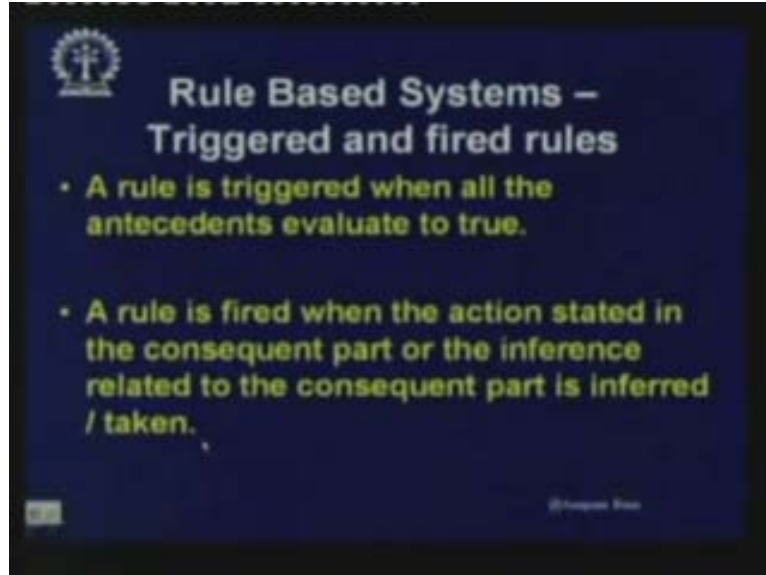 Rule Based Systems –
Triggered and fired rules
• A rule is triggered when all the
antecedents evaluate to true.
• A rule is fired when the action stated in
the consequent part or the inference
related to the consequent part is inferred
/ taken.